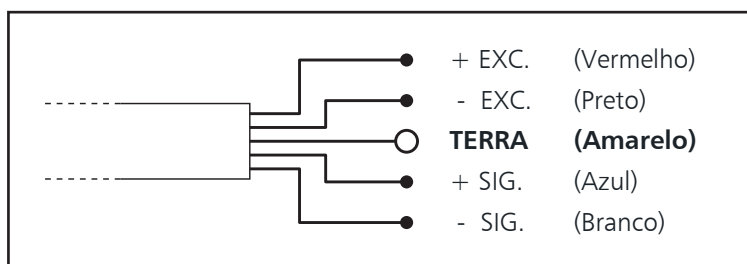 + EXC. (Vermelho)
- EXC. (Preto)
TERRA (Amarelo)
+ SIG. (Azul)
- SIG. (Branco)